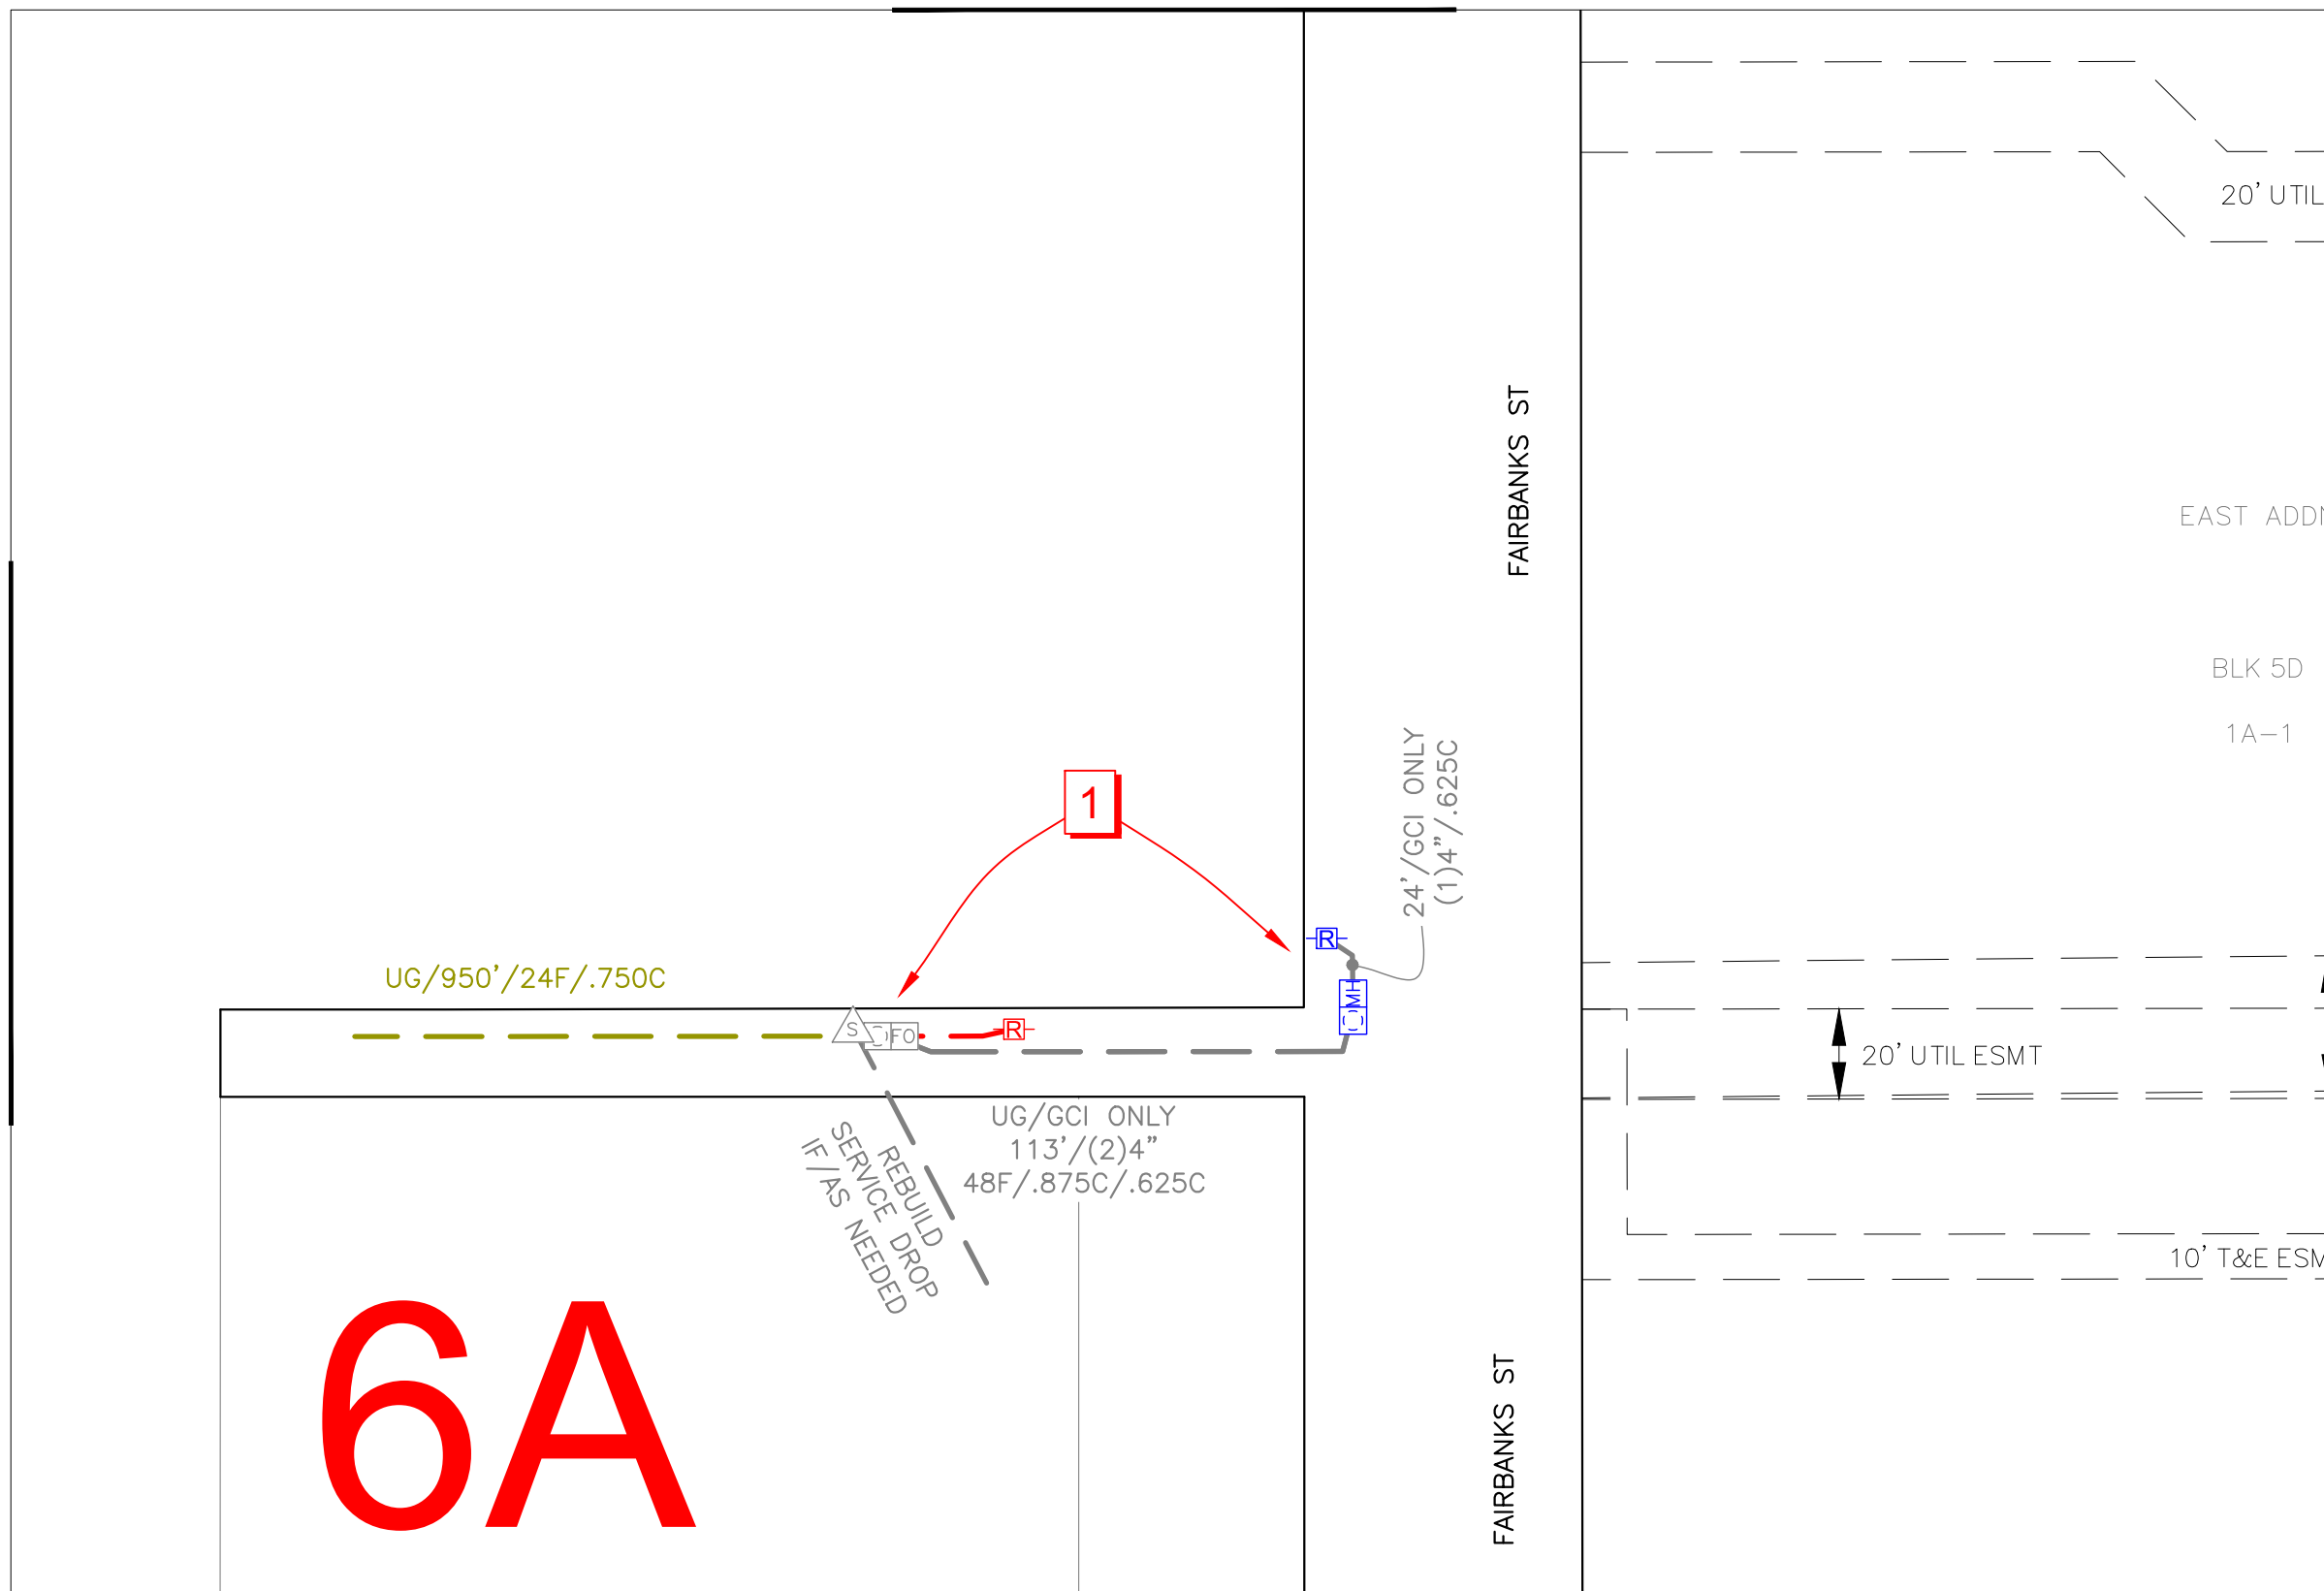 20' UTIL
FAIRBANKS ST
EAST ADDN
BLK 5D
1A-1
24'/GCI ONLY
(1)4"/.625C
1
R
MH
( )
UG/950'/24F/.750C
S
( )
FO
R
20' UTIL ESMT
UG/GCI ONLY
113'/(2)4"
48F/.875C/.625C
REBUILD
SERVICE DROP
IF/AS NEEDED
10' T&E ESM
6A
FAIRBANKS ST